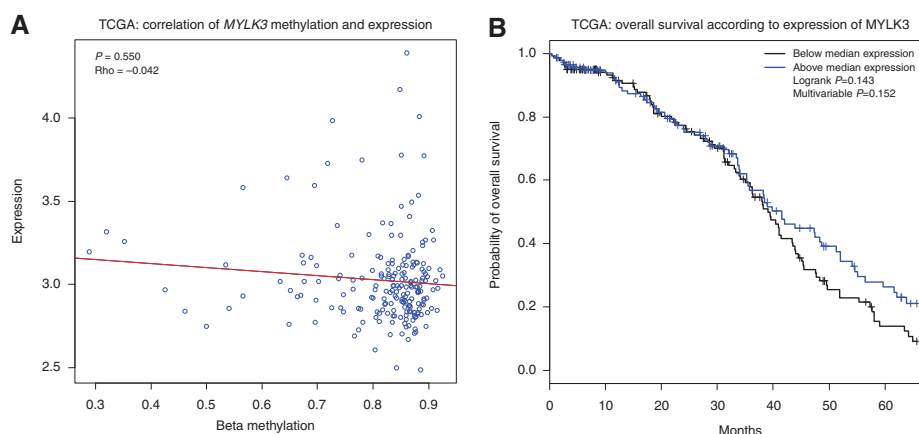 A
TCGA: correlation of MYLK3 methylation and expression
P = 0.550
Rho = –0.042
Expression
4.0
3.5
3.0
2.5
0.3 0.4 0.5 0.6 0.7 0.8 0.9
Beta methylation
B
TCGA: overall survival according to expression of MYLK3
Below median expression
Above median expression
Logrank P=0.143
Multivariable P=0.152
Probability of overall survival
1.0
0.8
0.6
0.4
0.2
0.0
0 10 20 30 40 50 60
Months